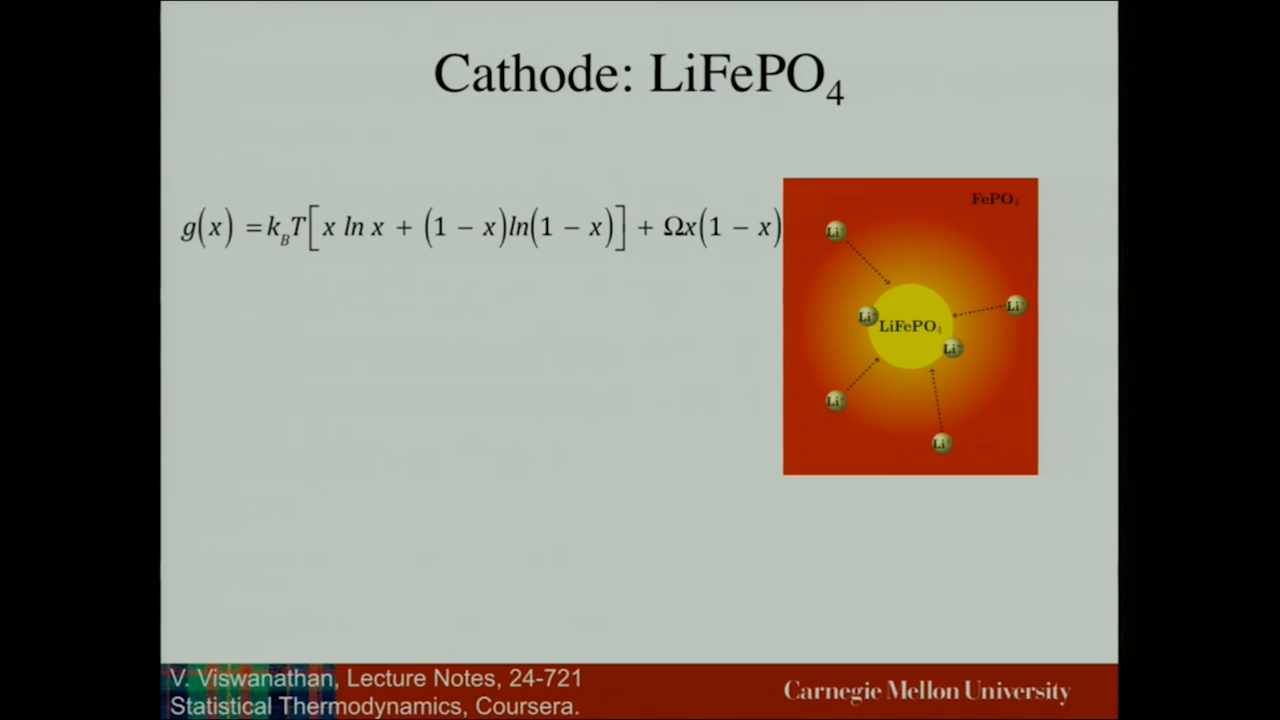 Cathode: LiFePO₄
g(x) = k_B T[x ln x + (1 − x)ln(1 − x)] + Ωx(1 − x)
FePO₄
Li⁺
Li⁺
Li⁺
LiFePO₄
Li⁺
Li⁺
Li⁺
V. Viswanathan, Lecture Notes, 24-721
Statistical Thermodynamics, Coursera.
Carnegie Mellon University